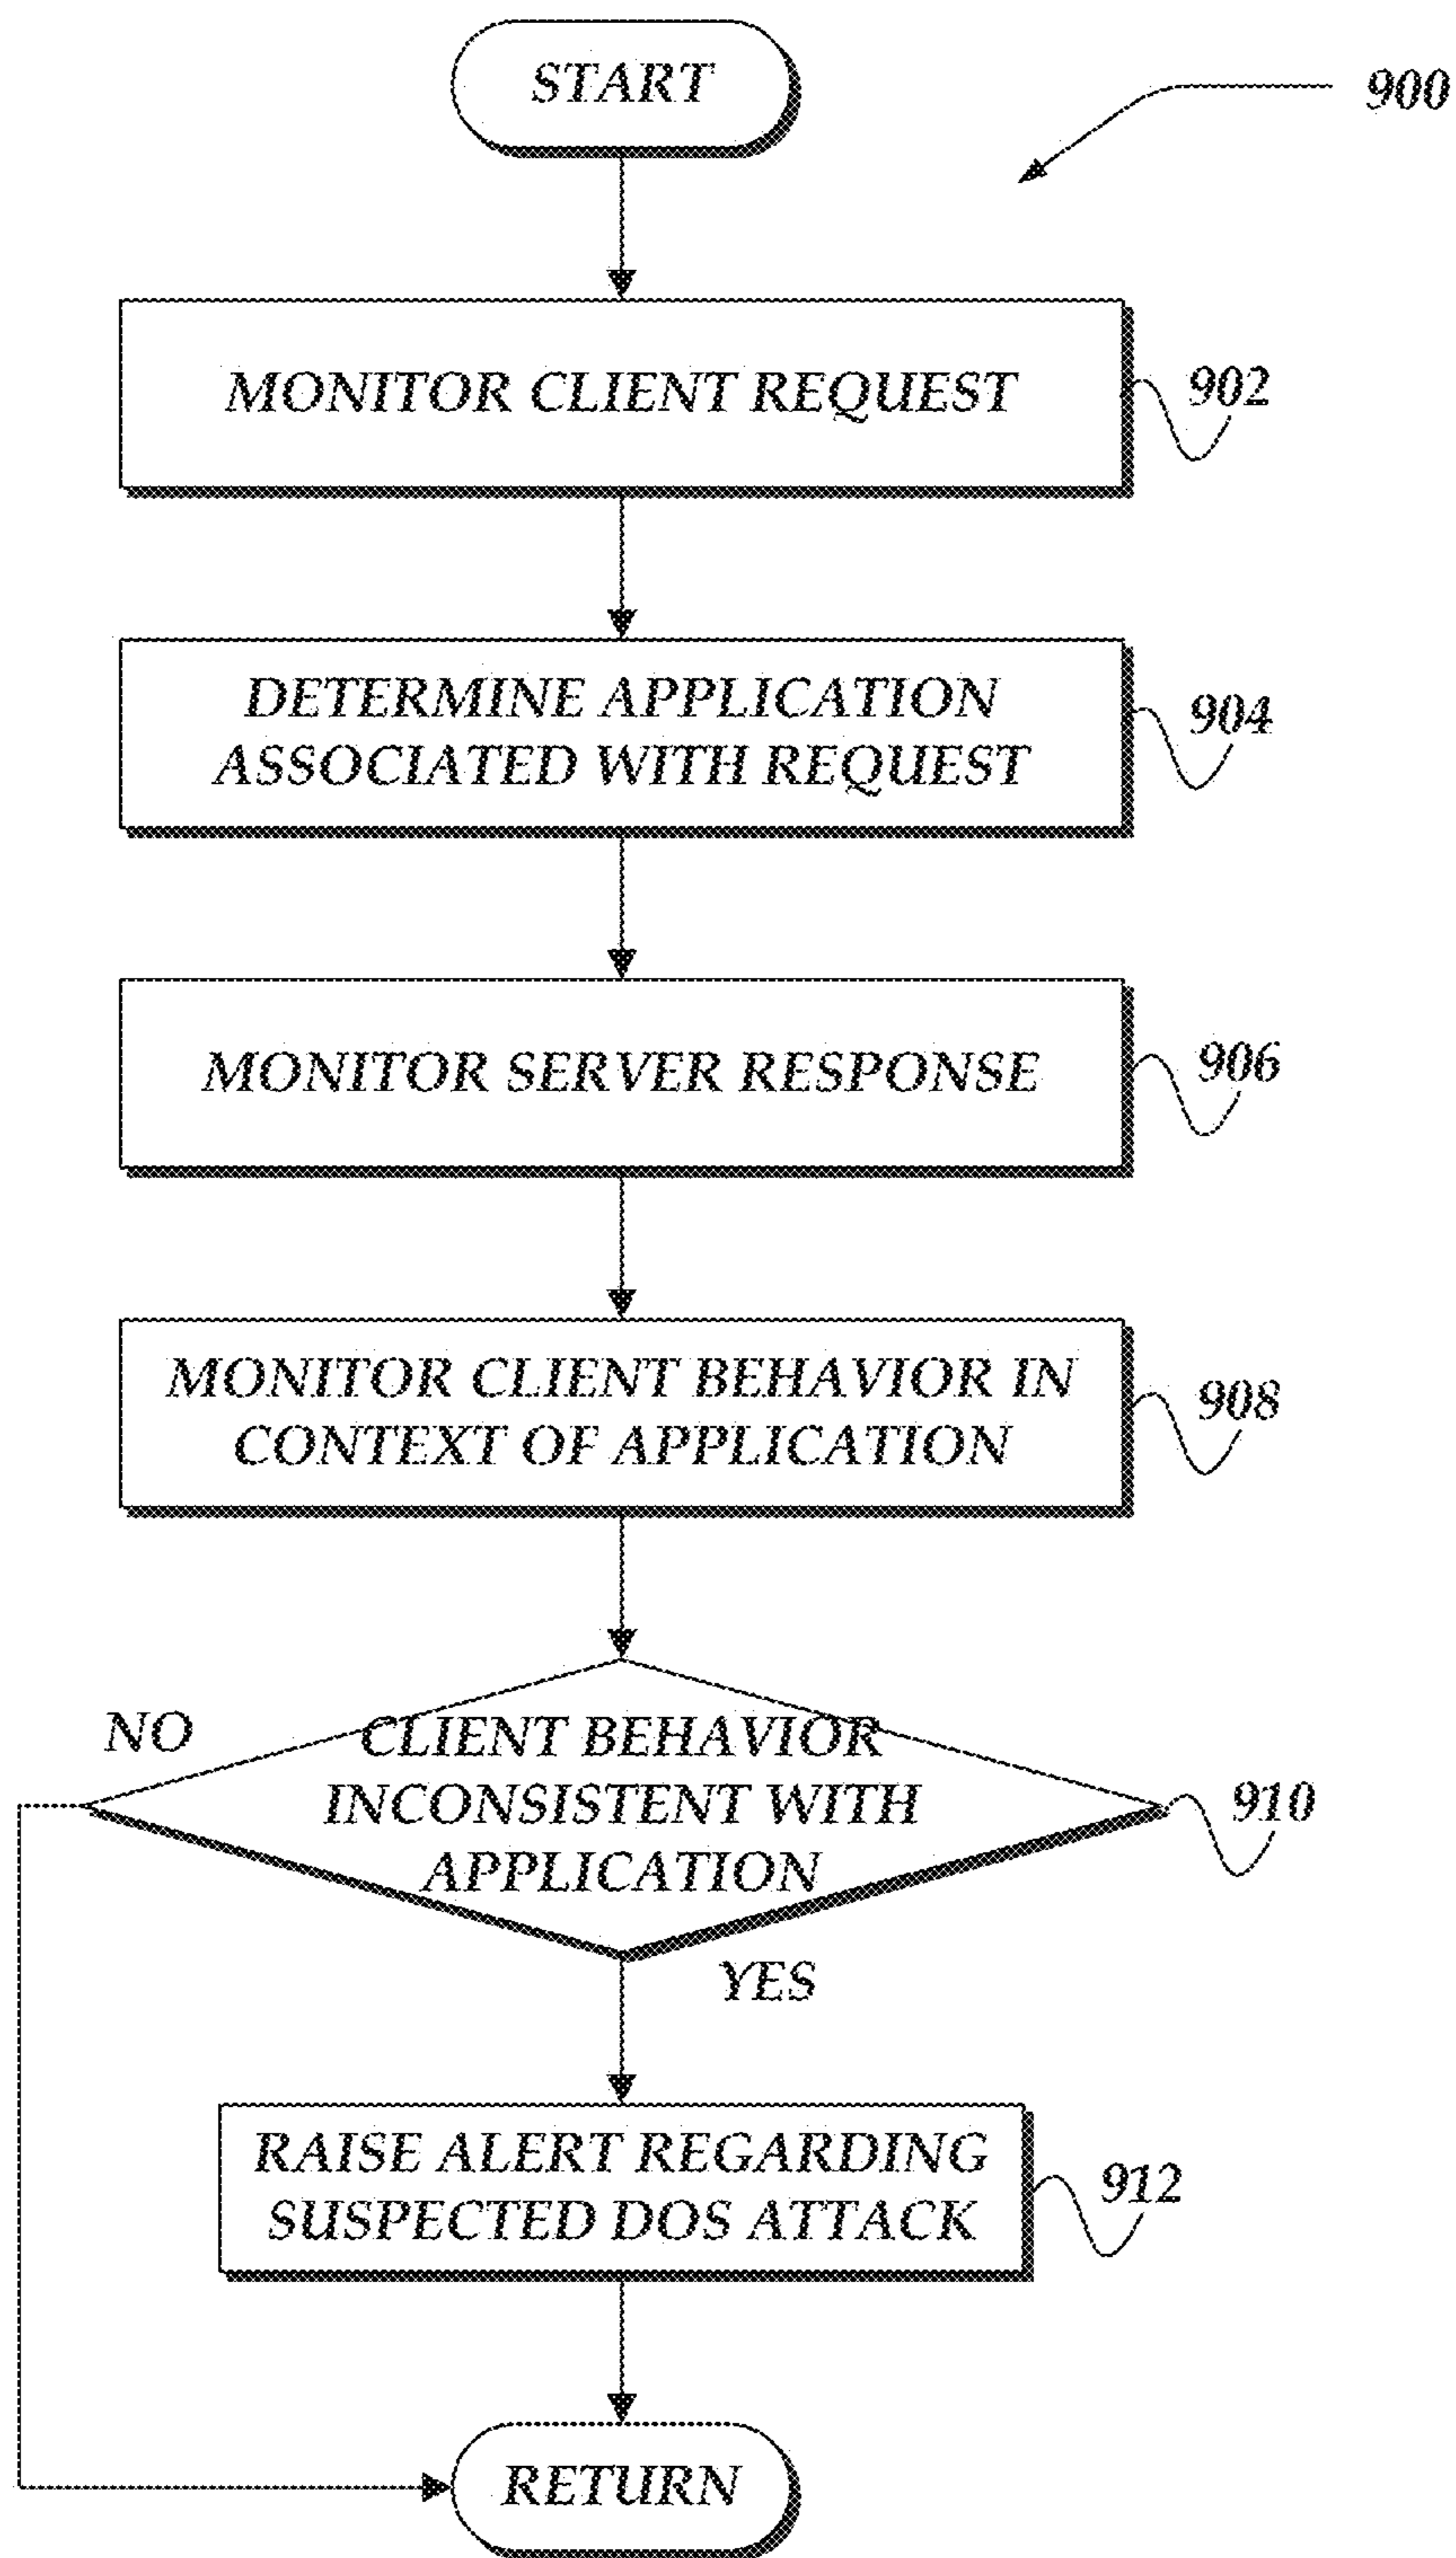 START
900
MONITOR CLIENT REQUEST
902
DETERMINE APPLICATION
ASSOCIATED WITH REQUEST
904
MONITOR SERVER RESPONSE
906
MONITOR CLIENT BEHAVIOR IN
CONTEXT OF APPLICATION
908
NO
CLIENT BEHAVIOR
INCONSISTENT WITH
APPLICATION
910
YES
RAISE ALERT REGARDING
SUSPECTED DOS ATTACK
912
RETURN